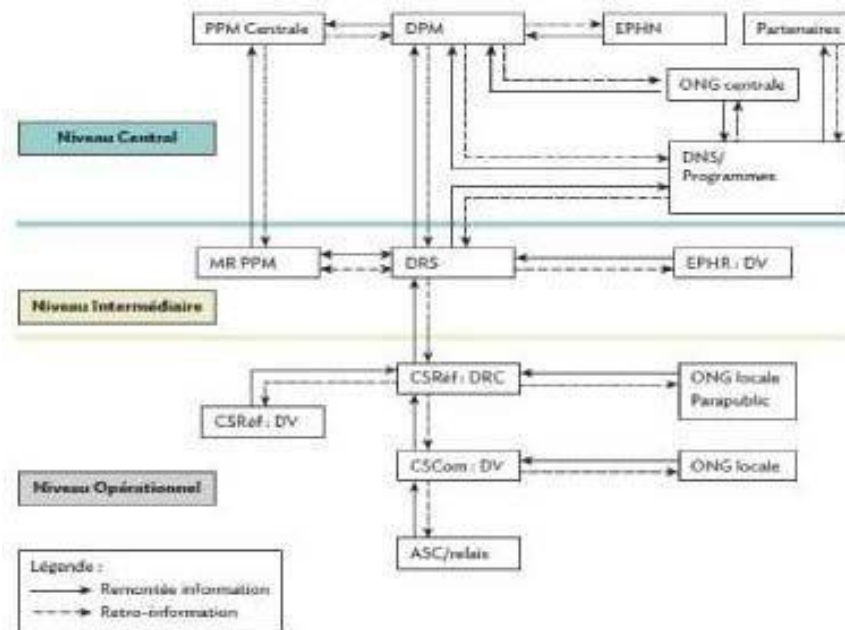 PPM Centrale
DPM
EPHN
Partenaires
ONG centrale
Niveau Central
DNS/
Programmes
MR PPM
DRS
EPHR : DV
Niveau Intermédiaire
CSRéf : DRC
ONG locale
Parapublic
CSRéf : DV
CSCom : DV
ONG locale
Niveau Opérationnel
ASC/relais
Légende :
Remontée information
Retro-information